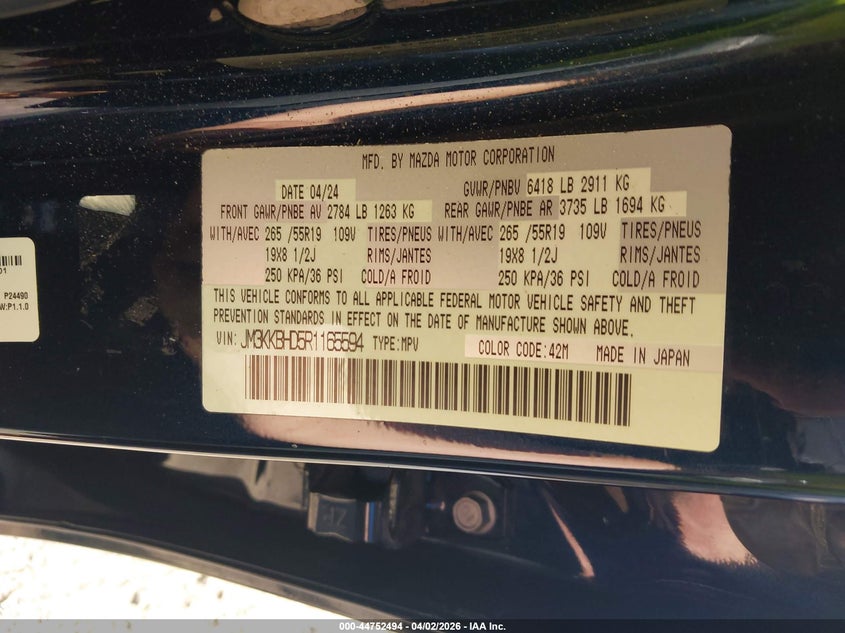 MFD. BY MAZDA MOTOR CORPORATION
DATE 04/24 GVWR/PNBV 6418 LB 2911 KG
FRONT GAWR/PNBE AV 2784 LB 1263 KG REAR GAWR/PNBE AR 3735 LB 1694 KG
WITH/AVEC 265 /55R19 109V TIRES/PNEUS WITH/AVEC 265 /55R19 109V TIRES/PNEUS
19X8 1/2J RIMS/JANTES 19X8 1/2J RIMS/JANTES
250 KPA/36 PSI COLD/A FROID 250 KPA/36 PSI COLD/A FROID
THIS VEHICLE CONFORMS TO ALL APPLICABLE FEDERAL MOTOR VEHICLE SAFETY AND THEFT
PREVENTION STANDARDS IN EFFECT ON THE DATE OF MANUFACTURE SHOWN ABOVE.
VIN: JM3KKBHD5R1165594 TYPE:MPV COLOR CODE:42M MADE IN JAPAN
P24490
W:P1.1.0
000-44752494 - 04/02/2026 - IAA Inc.